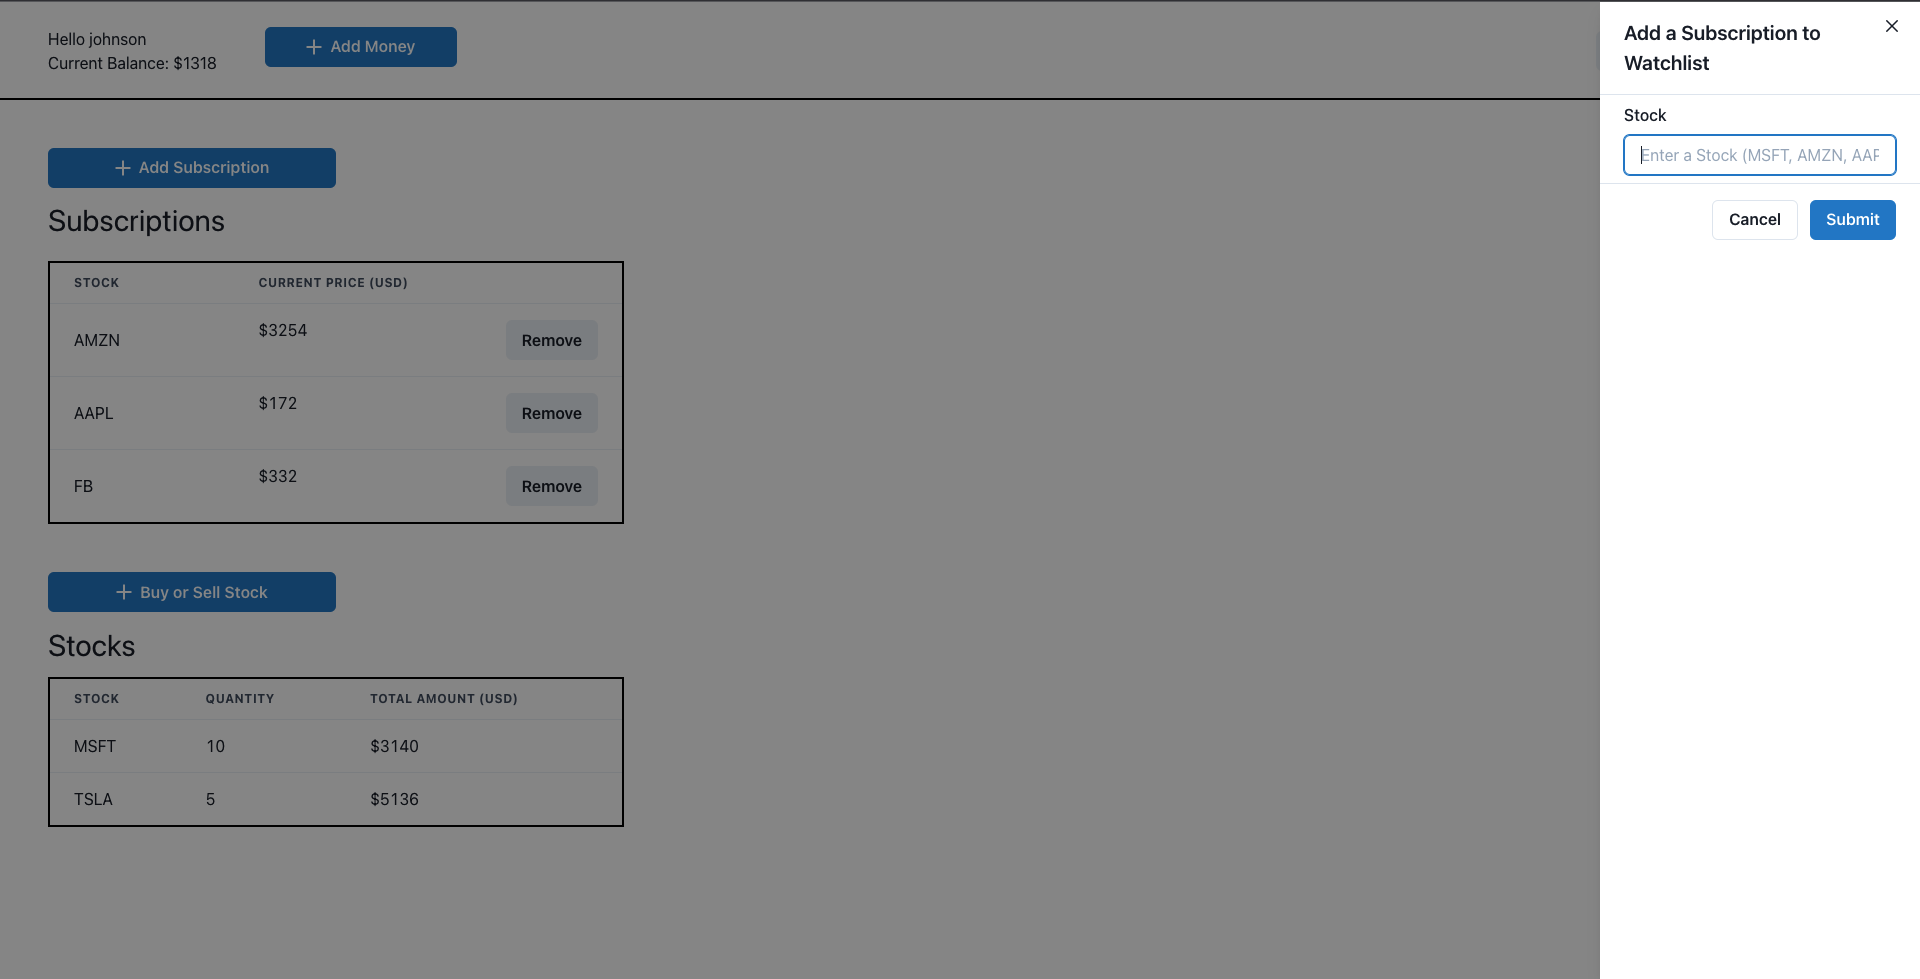 Hello johnson
Current Balance: $1318
Add Money
Add Subscription
Subscriptions
STOCK CURRENT PRICE (USD)
AMZN $3254 Remove
AAPL $172 Remove
FB $332 Remove
Buy or Sell Stock
Stocks
STOCK QUANTITY TOTAL AMOUNT (USD)
MSFT 10 $3140
TSLA 5 $5136
Add a Subscription to
Watchlist
Stock
Enter a Stock (MSFT, AMZN, AAP
Cancel Submit